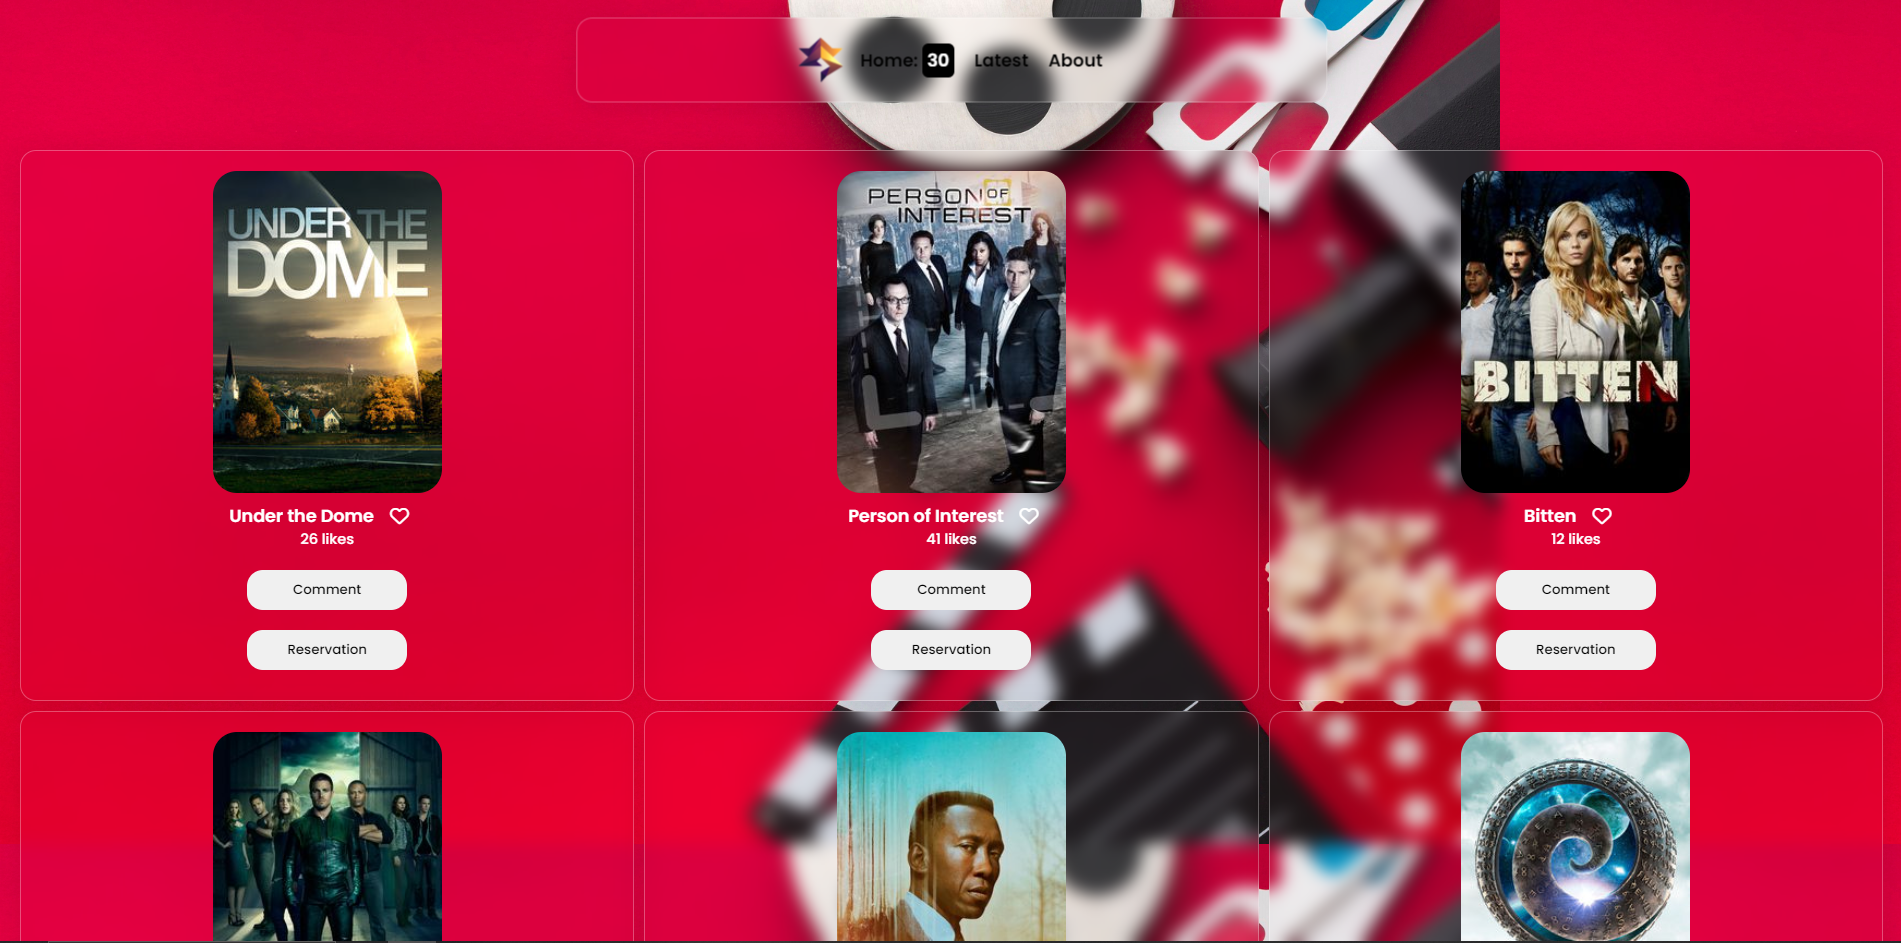 Home: 30 Latest About
UNDER THE
DOME
Under the Dome
26 likes
Comment
Reservation
PERSON OF
INTEREST
Person of Interest
41 likes
Comment
Reservation
BITTEN
Bitten
12 likes
Comment
Reservation